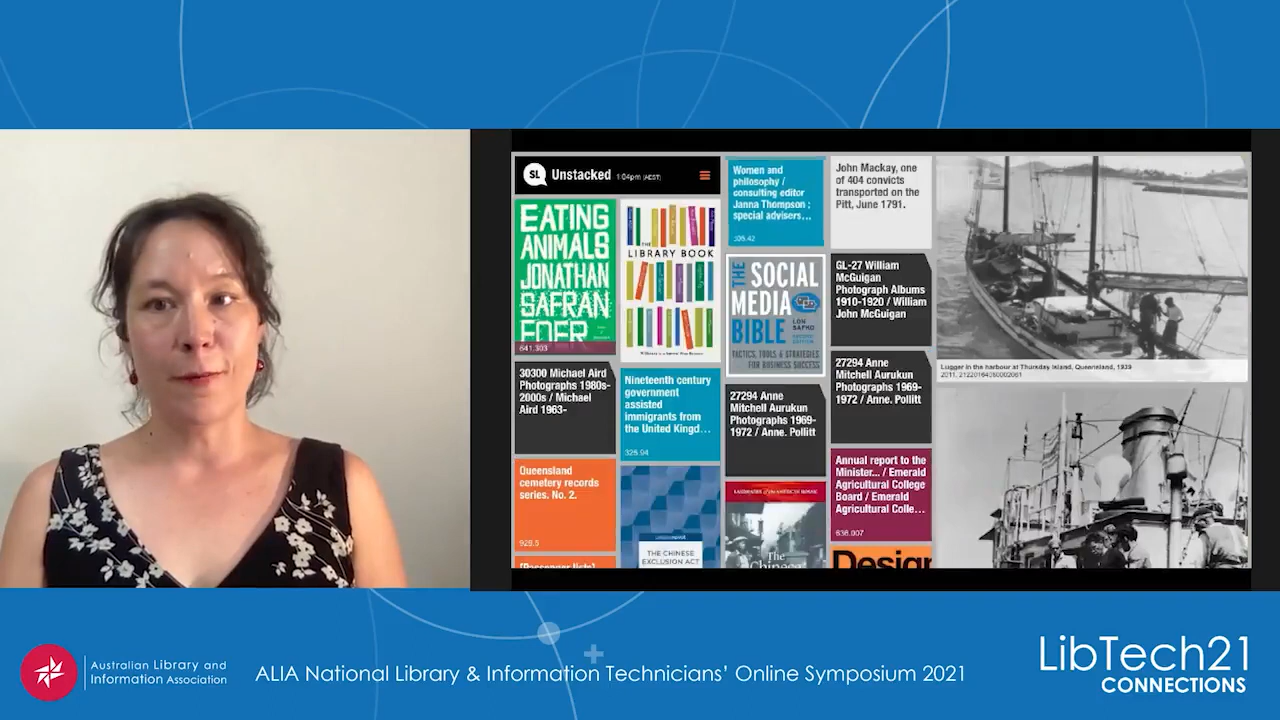 SL
Unstacked 1:04pm (AEST)
EATING
ANIMALS
JONATHAN
SAFRAN
FOER
641.303
THE
LIBRARY BOOK
30300 Michael Aird
Photographs 1980s-
2000s / Michael
Aird 1963-
Nineteenth century
government
assisted
immigrants from
the United Kingd...
325.94
Queensland
cemetery records
series. No. 2.
929.5
[Passenger lists]
THE CHINESE
EXCLUSION ACT
Women and
philosophy /
consulting editor
Janna Thompson ;
special advisers...
305.42
THE SOCIAL
MEDIA
BIBLE
LON
SAFKO
TACTICS, TOOLS & STRATEGIES
FOR BUSINESS SUCCESS
27294 Anne
Mitchell Aurukun
Photographs 1969-
1972 / Anne. Pollitt
The
Chinese
John Mackay, one
of 404 convicts
transported on the
Pitt, June 1791.
GL-27 William
McGuigan
Photograph Albums
1910-1920 / William
John McGuigan
27294 Anne
Mitchell Aurukun
Photographs 1969-
1972 / Anne. Pollitt
Annual report to the
Minister... / Emerald
Agricultural College
Board / Emerald
Agricultural Colle...
636.007
Design
Lugger in the harbour at Thursday Island, Queensland, 1939
Australian Library and
Information Association
ALIA National Library & Information Technicians' Online Symposium 2021
LibTech21
CONNECTIONS